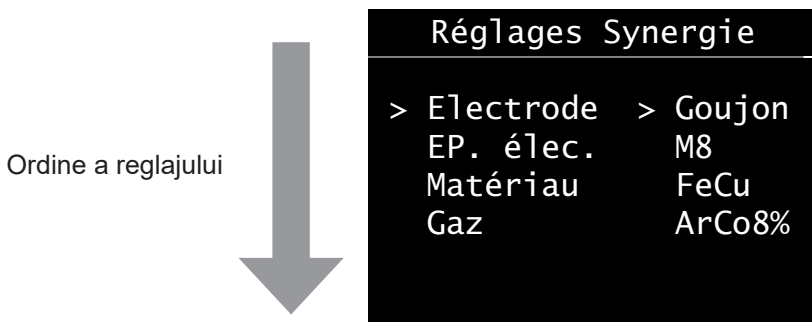 Ordine a reglajului
Réglages Synergie
> Electrode > Goujon
EP. élec. M8
Matériau FeCu
Gaz ArCo8%